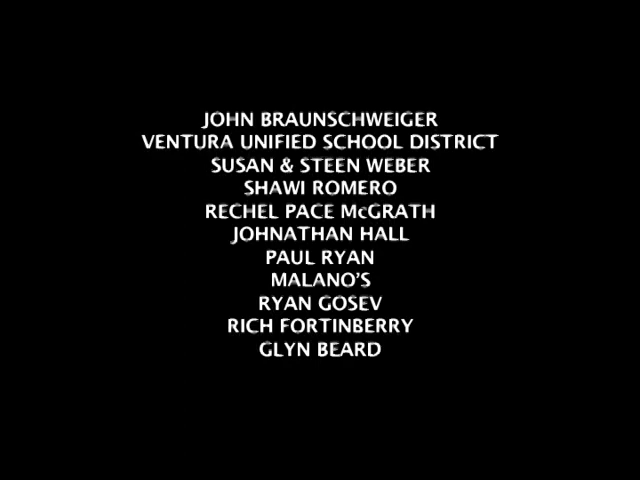 JOHN BRAUNSCHWEIGER
VENTURA UNIFIED SCHOOL DISTRICT
SUSAN & STEEN WEBER
SHAWI ROMERO
RECHEL PACE McGRATH
JOHNATHAN HALL
PAUL RYAN
MALANO'S
RYAN GOSEV
RICH FORTINBERRY
GLYN BEARD